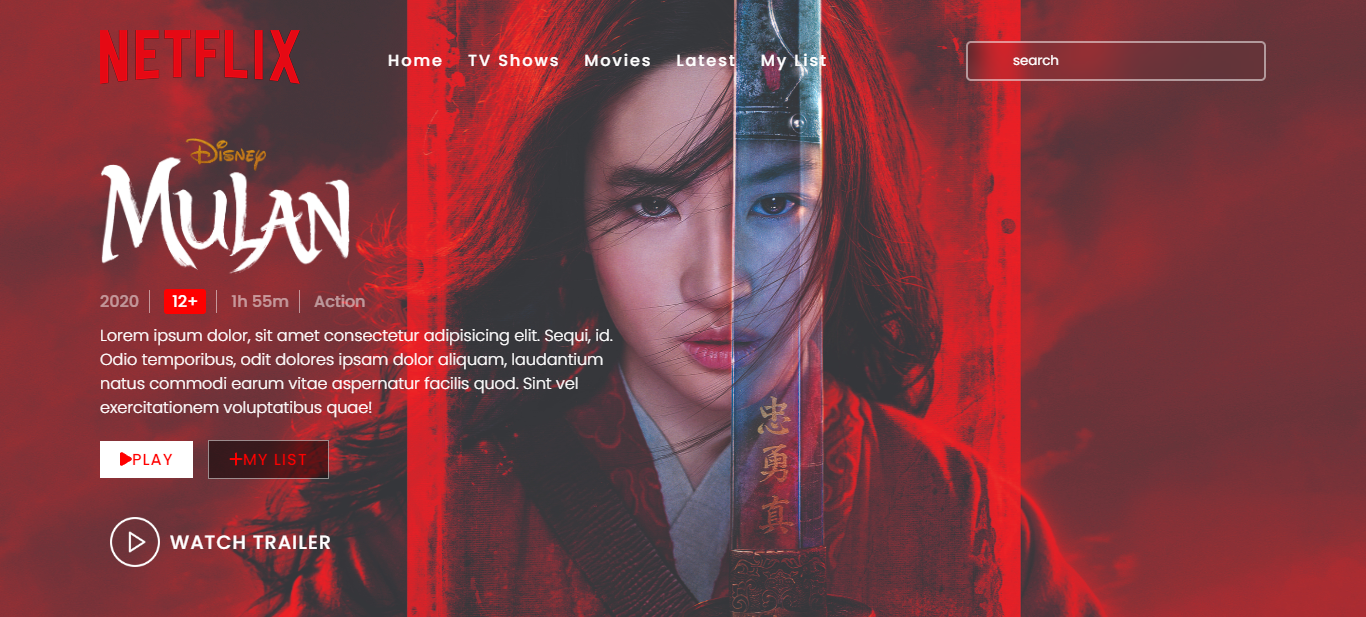 NETFLIX
Home TV Shows Movies Latest My List
search
Disney
MULAN
2020 12+ 1h 55m Action
Lorem ipsum dolor, sit amet consectetur adipisicing elit. Sequi, id.
Odio temporibus, odit dolores ipsam dolor aliquam, laudantium
natus commodi earum vitae aspernatur facilis quod. Sint vel
exercitationem voluptatibus quae!
PLAY +MY LIST
WATCH TRAILER
忠
勇
真